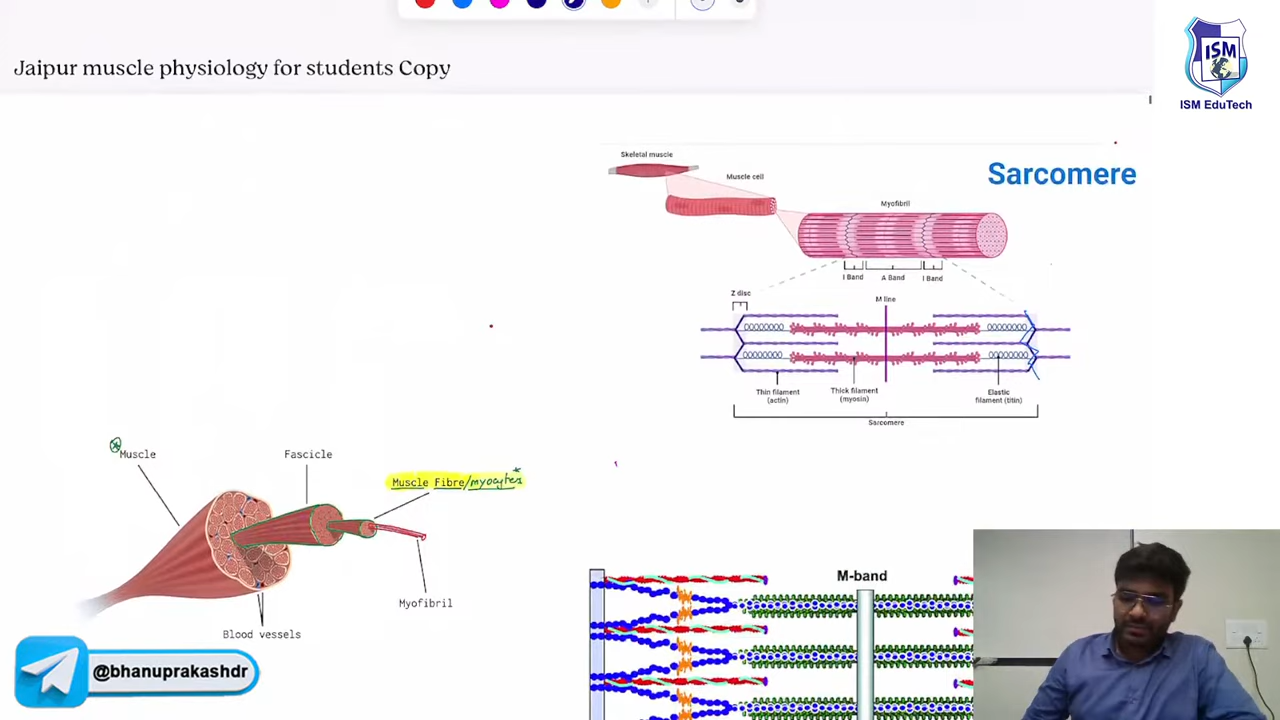 Jaipur muscle physiology for students Copy
ISM
ISM EduTech
Sarcomere
Skeletal muscle
Muscle cell
Myofibril
I Band
A Band
I Band
Z disc
M line
Thin filament
(actin)
Thick filament
(myosin)
Elastic
filament (titin)
Sarcomere
Muscle
Fascicle
Muscle Fibre/myocytes*
Myofibril
Blood vessels
M-band
@bhanuprakashdr